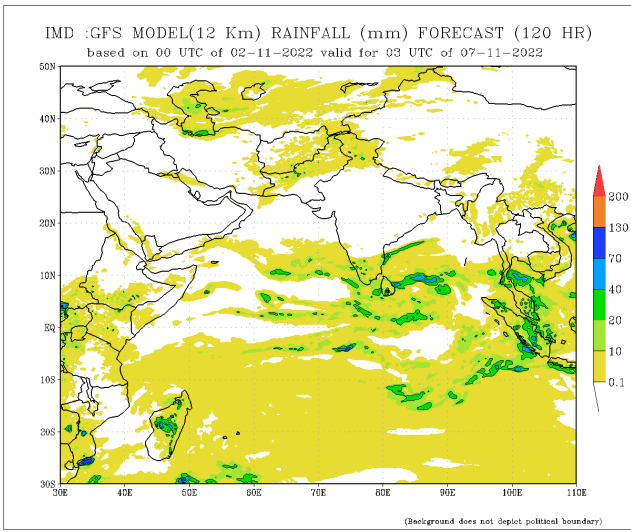 IMD :GFS MODEL(12 Km) RAINFALL (mm) FORECAST (120 HR)
based on 00 UTC of 02-11-2022 valid for 03 UTC of 07-11-2022
50N
40N
30N
20N
10N
EQ
10S
20S
30S
30E 40E 50E 60E 70E 80E 90E 100E 110E
200
130
70
40
20
10
0.1
(Background does not depict political boundary)